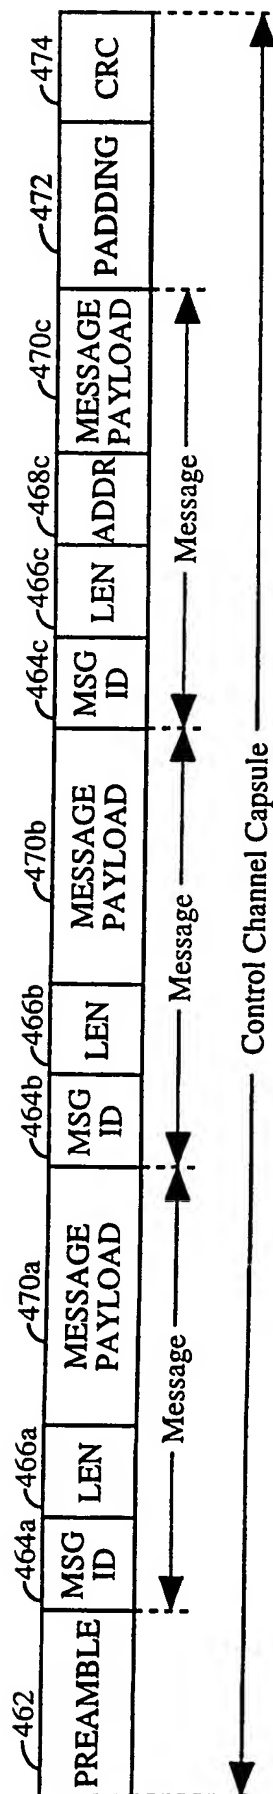 462
464a
466a
470a
464b
466b
470b
464c
466c
468c
470c
472
474
PREAMBLE
MSG
ID
LEN
MESSAGE
PAYLOAD
MSG
ID
LEN
MESSAGE
PAYLOAD
MSG
ID
LEN
ADDR
MESSAGE
PAYLOAD
PADDING
CRC
Message
Message
Message
Control Channel Capsule